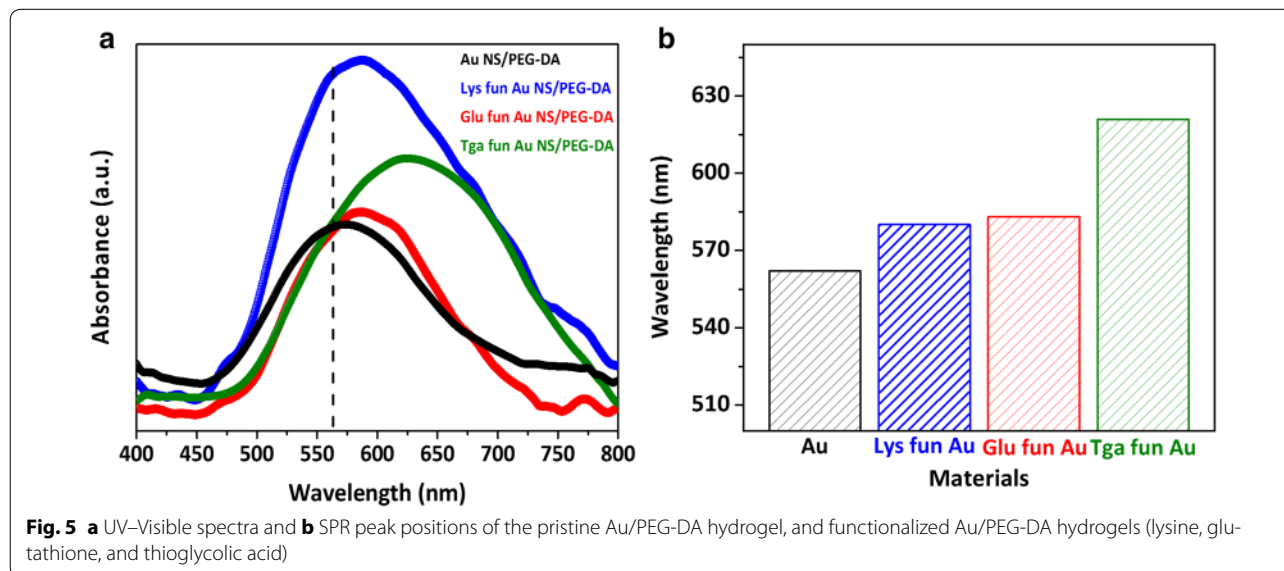 a
Absorbance (a.u.)
Au NS/PEG-DA
Lys fun Au NS/PEG-DA
Glu fun Au NS/PEG-DA
Tga fun Au NS/PEG-DA
400 450 500 550 600 650 700 750 800
Wavelength (nm)
b
Wavelength (nm)
630
600
570
540
510
Au Lys fun Au Glu fun Au Tga fun Au
Materials
Fig. 5 a UV–Visible spectra and b SPR peak positions of the pristine Au/PEG-DA hydrogel, and functionalized Au/PEG-DA hydrogels (lysine, glu-
tathione, and thioglycolic acid)